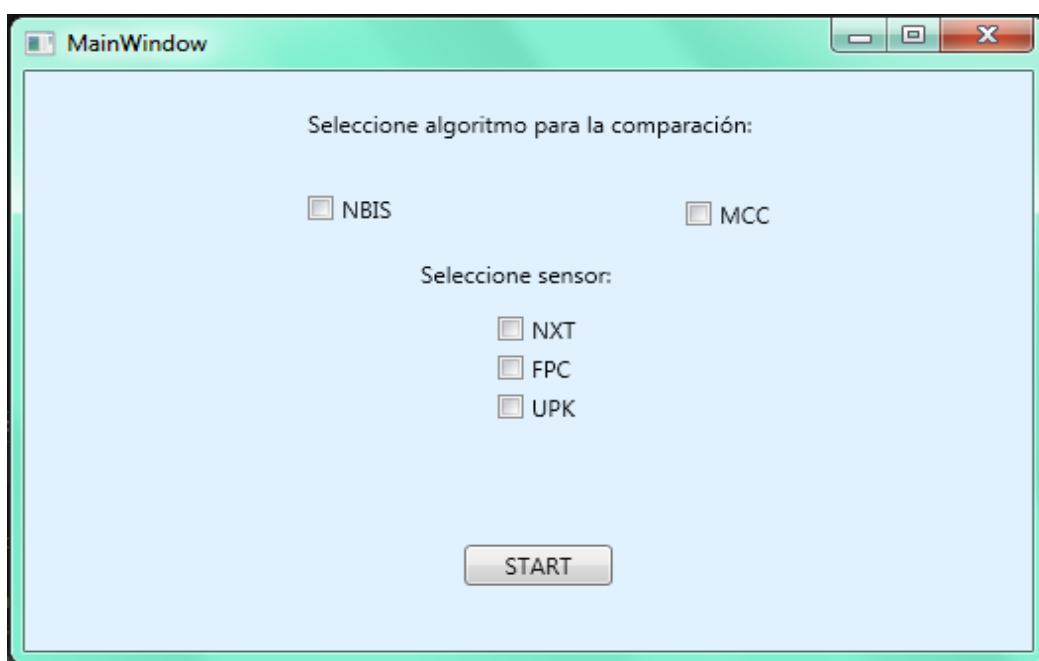 MainWindow
Seleccione algoritmo para la comparación:
NBIS MCC
Seleccione sensor:
NXT
FPC
UPK
START